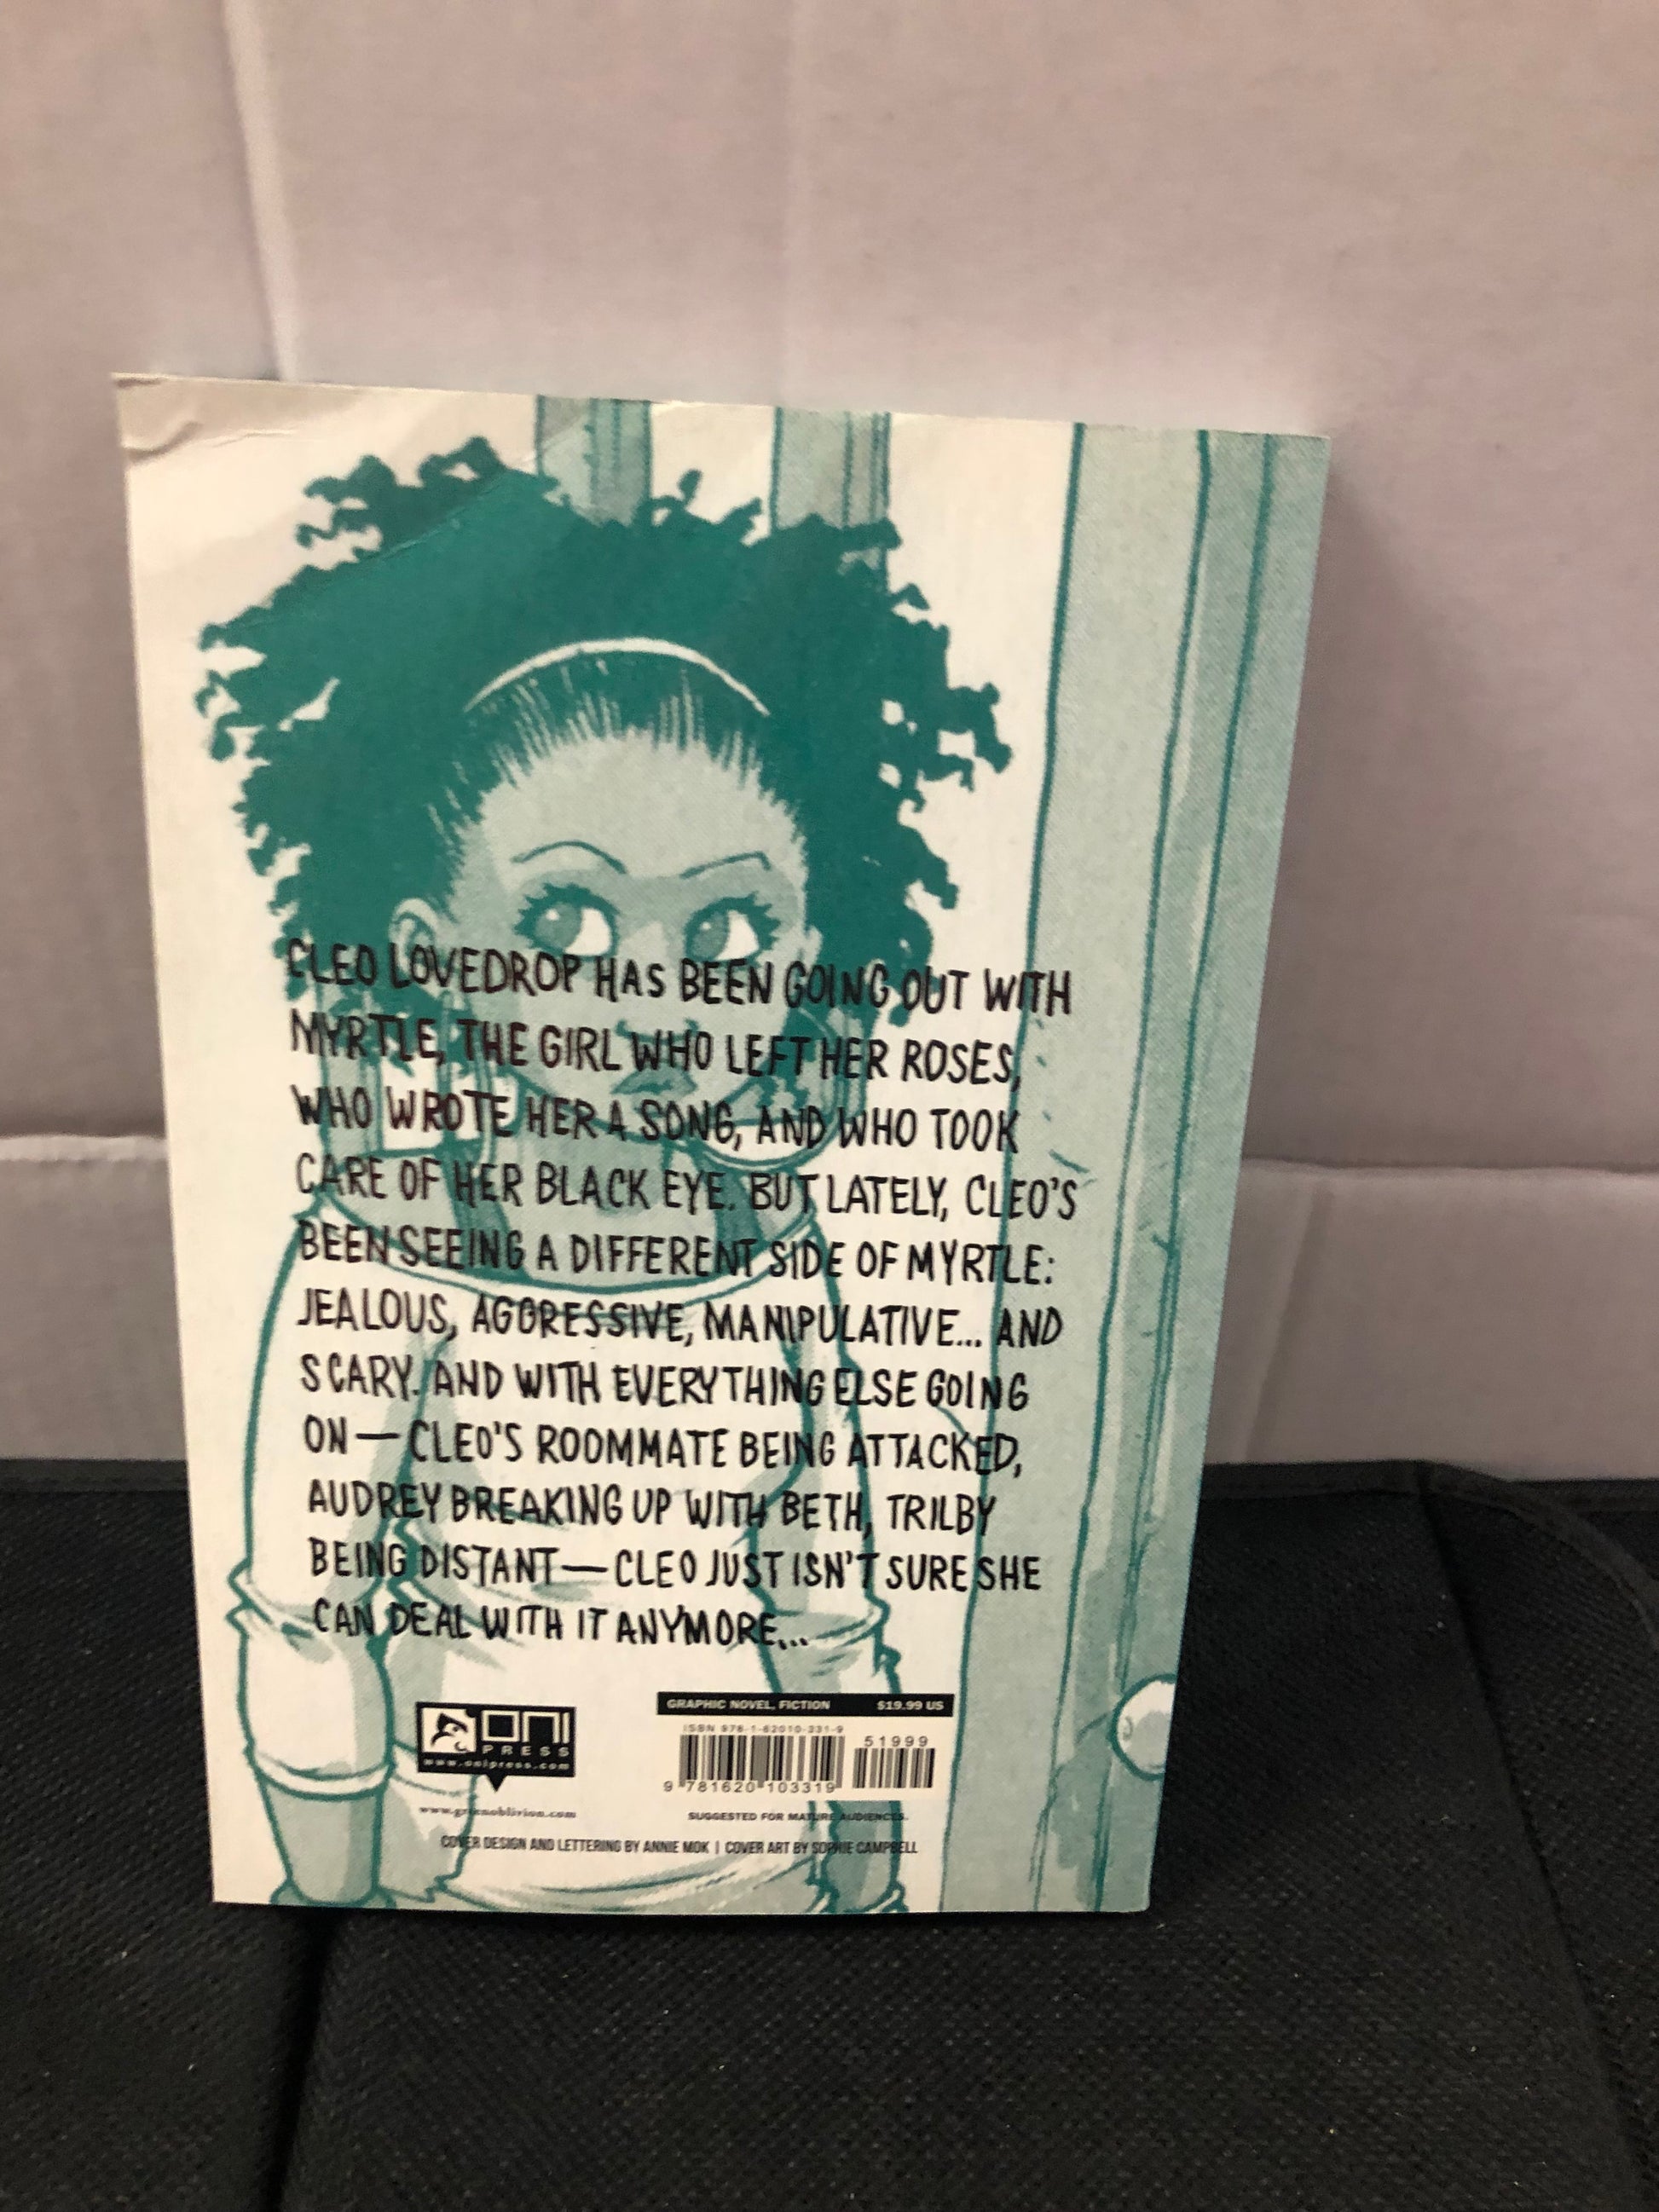 CLEO LOVEDROP HAS BEEN GOING OUT WITH
MYRTLE, THE GIRL WHO LEFT HER ROSES,
WHO WROTE HER A SONG, AND WHO TOOK
CARE OF HER BLACK EYE. BUT LATELY, CLEO'S
BEEN SEEING A DIFFERENT SIDE OF MYRTLE:
JEALOUS, AGGRESSIVE, MANIPULATIVE... AND
SCARY. AND WITH EVERYTHING ELSE GOING
ON—CLEO'S ROOMMATE BEING ATTACKED,
AUDREY BREAKING UP WITH BETH, TRILBY
BEING DISTANT—CLEO JUST ISN'T SURE SHE
CAN DEAL WITH IT ANYMORE...
ONI
PRESS
www.onipress.com
www.greenoblivion.com
GRAPHIC NOVEL, FICTION $19.99 US
ISBN 978-1-62010-331-9
51999
9 781620 103319
SUGGESTED FOR MATURE AUDIENCES.
COVER DESIGN AND LETTERING BY ANNIE MOK | COVER ART BY SOPHIE CAMPBELL